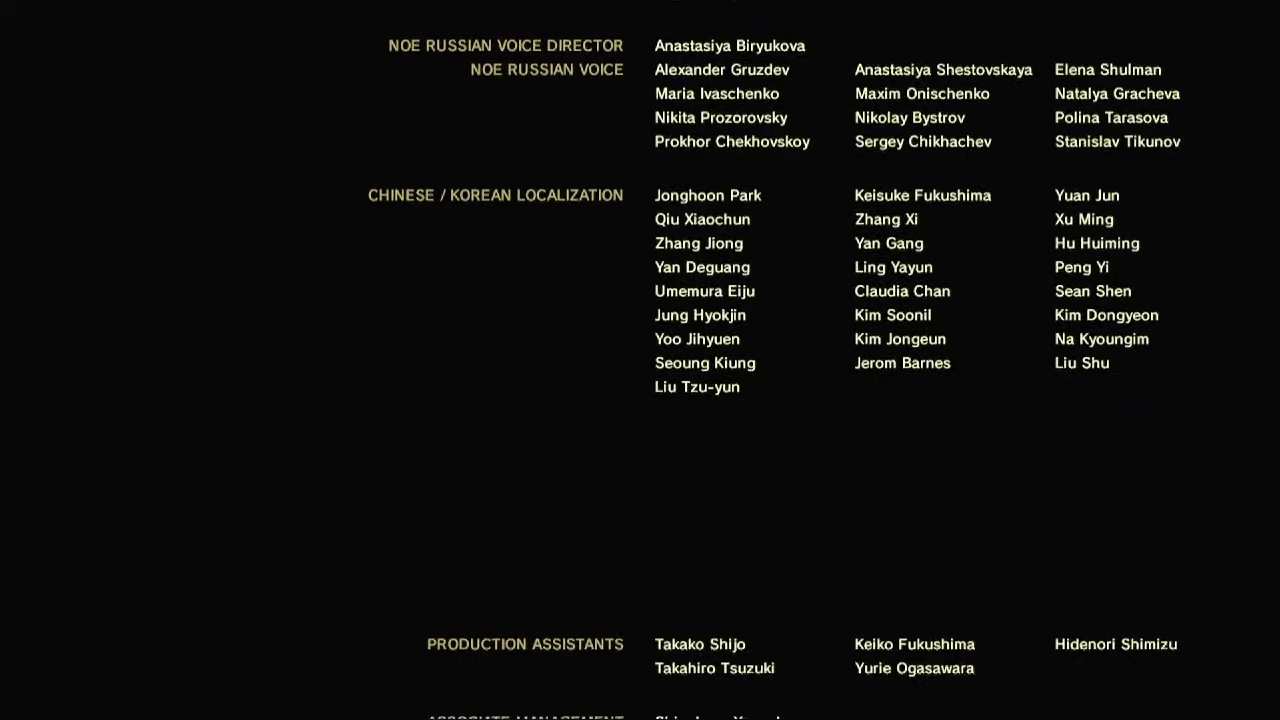 NOE RUSSIAN VOICE DIRECTOR Anastasiya Biryukova
NOE RUSSIAN VOICE Alexander Gruzdev Anastasiya Shestovskaya Elena Shulman
Maria Ivaschenko Maxim Onischenko Natalya Gracheva
Nikita Prozorovsky Nikolay Bystrov Polina Tarasova
Prokhor Chekhovskoy Sergey Chikhachev Stanislav Tikunov
CHINESE / KOREAN LOCALIZATION Jonghoon Park Keisuke Fukushima Yuan Jun
Qiu Xiaochun Zhang Xi Xu Ming
Zhang Jiong Yan Gang Hu Huiming
Yan Deguang Ling Yayun Peng Yi
Umemura Eiju Claudia Chan Sean Shen
Jung Hyokjin Kim Soonil Kim Dongyeon
Yoo Jihyuen Kim Jongeun Na Kyoungim
Seoung Kiung Jerom Barnes Liu Shu
Liu Tzu-yun
PRODUCTION ASSISTANTS Takako Shijo Keiko Fukushima Hidenori Shimizu
Takahiro Tsuzuki Yurie Ogasawara
ASSOCIATE MANAGEMENT